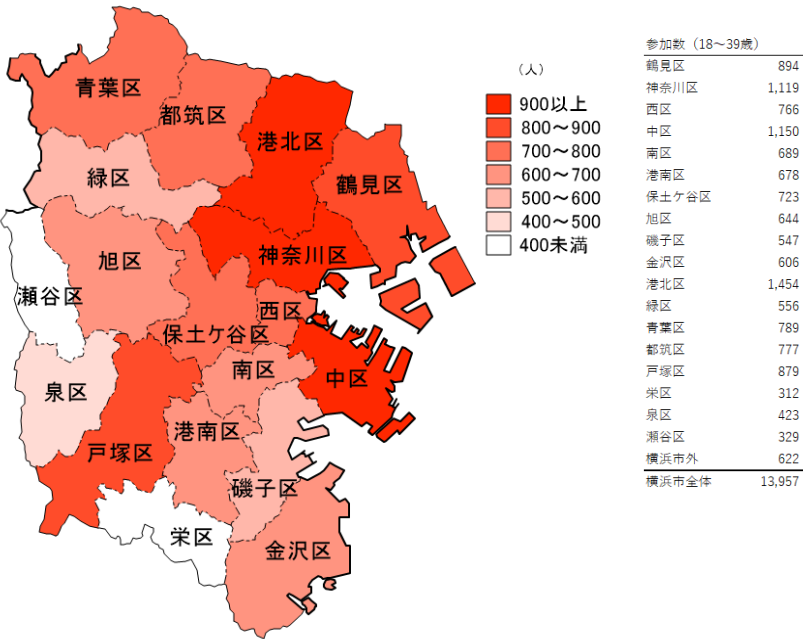 青葉区
都筑区
港北区
緑区
鶴見区
旭区
神奈川区
瀬谷区
西区
保土ケ谷区
南区
中区
泉区
港南区
戸塚区
磯子区
栄区
金沢区
（人）
900以上
800～900
700～800
600～700
500～600
400～500
400未満
参加数（18～39歳）
鶴見区 894
神奈川区 1,119
西区 766
中区 1,150
南区 689
港南区 678
保土ケ谷区 723
旭区 644
磯子区 547
金沢区 606
港北区 1,454
緑区 556
青葉区 789
都筑区 777
戸塚区 879
栄区 312
泉区 423
瀬谷区 329
横浜市外 622
横浜市全体 13,957